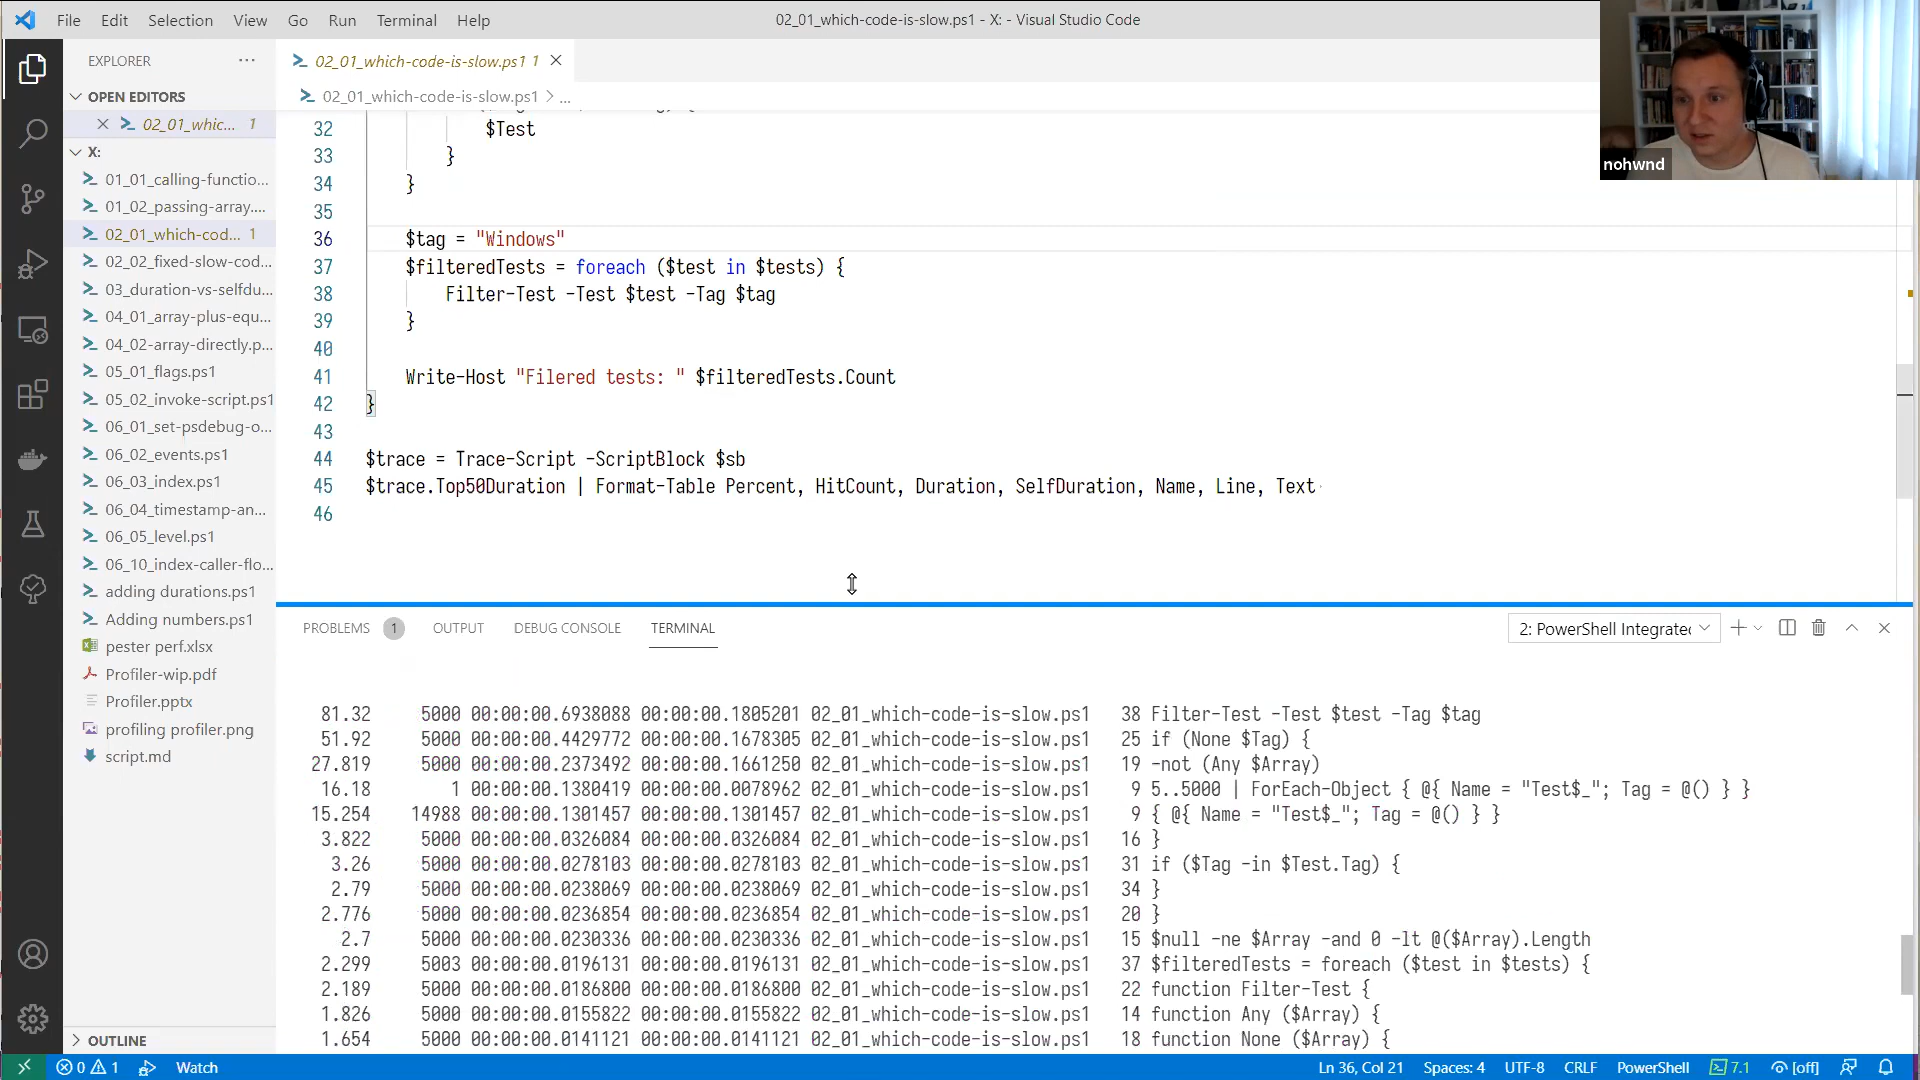 File Edit Selection View Go Run Terminal Help
02_01_which-code-is-slow.ps1 - X: - Visual Studio Code
EXPLORER ...
OPEN EDITORS
02_01_whic... 1
X:
01_01_calling-functio...
01_02_passing-array....
02_01_which-cod... 1
02_02_fixed-slow-cod...
03_duration-vs-selfdu...
04_01_array-plus-equ...
04_02-array-directly.p...
05_01_flags.ps1
05_02_invoke-script.ps1
06_01_set-psdebug-o...
06_02_events.ps1
06_03_index.ps1
06_04_timestamp-an...
06_05_level.ps1
06_10_index-caller-flo...
adding durations.ps1
Adding numbers.ps1
pester perf.xlsx
Profiler-wip.pdf
Profiler.pptx
profiling profiler.png
script.md
OUTLINE
02_01_which-code-is-slow.ps1 1
02_01_which-code-is-slow.ps1 > ...
32 $Test
33 }
34 }
35
36 $tag = "Windows"
37 $filteredTests = foreach ($test in $tests) {
38 Filter-Test -Test $test -Tag $tag
39 }
40
41 Write-Host "Filered tests: " $filteredTests.Count
42 }
43
44 $trace = Trace-Script -ScriptBlock $sb
45 $trace.Top50Duration | Format-Table Percent, HitCount, Duration, SelfDuration, Name, Line, Text
46
nohwnd
PROBLEMS 1 OUTPUT DEBUG CONSOLE TERMINAL
2: PowerShell Integrated
81.32 5000 00:00:00.6938088 00:00:00.1805201 02_01_which-code-is-slow.ps1 38 Filter-Test -Test $test -Tag $tag
51.92 5000 00:00:00.4429772 00:00:00.1678305 02_01_which-code-is-slow.ps1 25 if (None $Tag) {
27.819 5000 00:00:00.2373492 00:00:00.1661250 02_01_which-code-is-slow.ps1 19 -not (Any $Array)
16.18 1 00:00:00.1380419 00:00:00.0078962 02_01_which-code-is-slow.ps1 9 5..5000 | ForEach-Object { @{ Name = "Test$_"; Tag = @() } }
15.254 14988 00:00:00.1301457 00:00:00.1301457 02_01_which-code-is-slow.ps1 9 { @{ Name = "Test$_"; Tag = @() } }
3.822 5000 00:00:00.0326084 00:00:00.0326084 02_01_which-code-is-slow.ps1 16 }
3.26 5000 00:00:00.0278103 00:00:00.0278103 02_01_which-code-is-slow.ps1 31 if ($Tag -in $Test.Tag) {
2.79 5000 00:00:00.0238069 00:00:00.0238069 02_01_which-code-is-slow.ps1 34 }
2.776 5000 00:00:00.0236854 00:00:00.0236854 02_01_which-code-is-slow.ps1 20 }
2.7 5000 00:00:00.0230336 00:00:00.0230336 02_01_which-code-is-slow.ps1 15 $null -ne $Array -and 0 -lt @($Array).Length
2.299 5003 00:00:00.0196131 00:00:00.0196131 02_01_which-code-is-slow.ps1 37 $filteredTests = foreach ($test in $tests) {
2.189 5000 00:00:00.0186800 00:00:00.0186800 02_01_which-code-is-slow.ps1 22 function Filter-Test {
1.826 5000 00:00:00.0155822 00:00:00.0155822 02_01_which-code-is-slow.ps1 14 function Any ($Array) {
1.654 5000 00:00:00.0141121 00:00:00.0141121 02_01_which-code-is-slow.ps1 18 function None ($Array) {
0 1 Watch Ln 36, Col 21 Spaces: 4 UTF-8 CRLF PowerShell 7.1 [off]